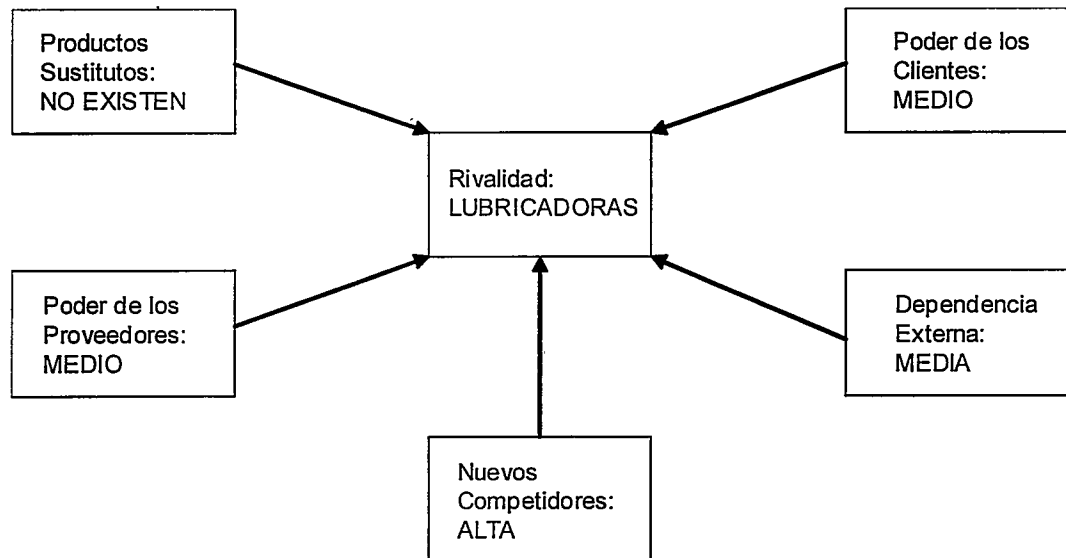 Productos
Sustitutos:
NO EXISTEN
Poder de los
Clientes:
MEDIO
Rivalidad:
LUBRICADORAS
Poder de los
Proveedores:
MEDIO
Dependencia
Externa:
MEDIA
Nuevos
Competidores:
ALTA